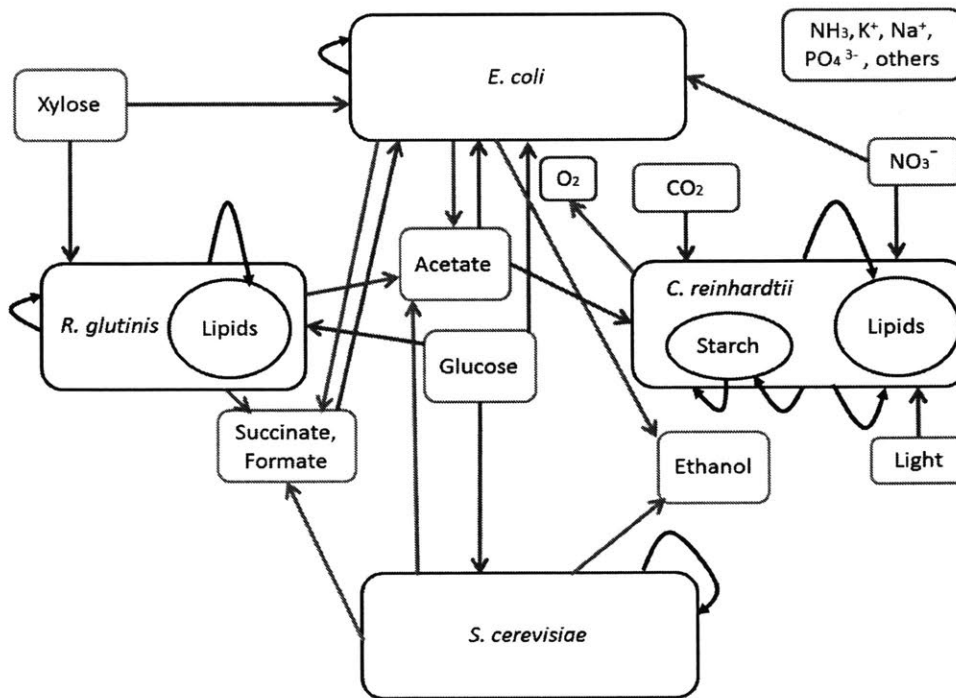 E. coli
NH₃, K⁺, Na⁺,
PO₄ ³⁻ , others
Xylose
NO₃⁻
O₂
CO₂
Acetate
C. reinhardtii
R. glutinis
Lipids
Lipids
Starch
Glucose
Succinate,
Formate
Ethanol
Light
S. cerevisiae